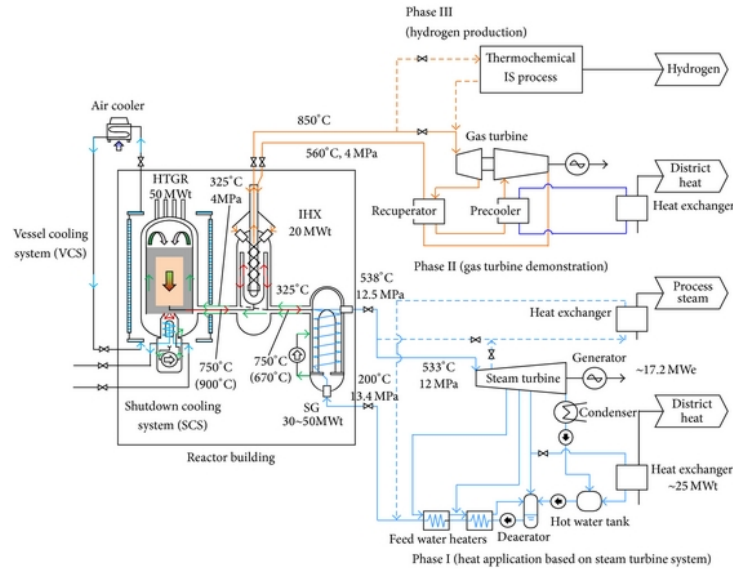 Phase III
(hydrogen production)
Thermochemical
IS process
Hydrogen
Air cooler
850°C
Gas turbine
560°C, 4 MPa
HTGR
50 MWt
325°C
4MPa
IHX
20 MWt
Recuperator
Precooler
District
heat
Heat exchanger
Vessel cooling
system (VCS)
Phase II (gas turbine demonstration)
325°C
538°C
12.5 MPa
Process
steam
Heat exchanger
750°C
(900°C)
750°C
(670°C)
533°C
12 MPa
Steam turbine
Generator
~17.2 MWe
200°C
13.4 MPa
Condenser
District
heat
Shutdown cooling
system (SCS)
SG
30~50MWt
Reactor building
Heat exchanger
~25 MWt
Feed water heaters
Deaerator
Hot water tank
Phase I (heat application based on steam turbine system)